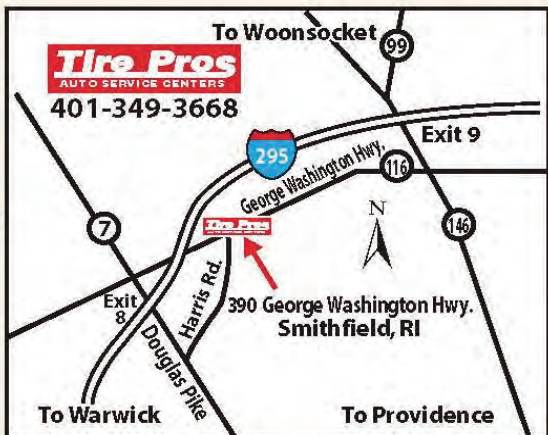 To Woonsocket
99
Tire Pros
AUTO SERVICE CENTERS
401-349-3668
Exit 9
295
George Washington Hwy.
116
7
Tire Pros
N
146
Harris Rd.
390 George Washington Hwy.
Smithfield, RI
Exit
8
Douglas Pike
To Warwick
To Providence